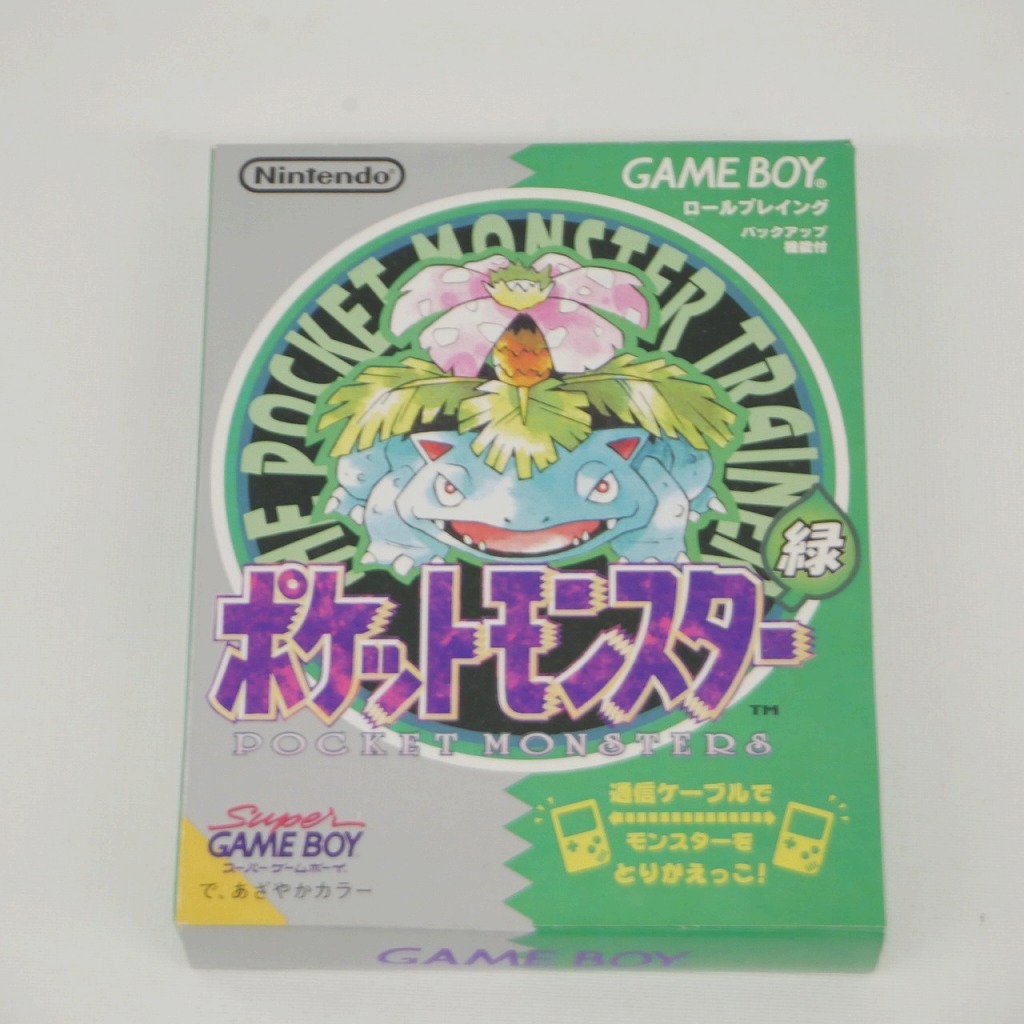 Nintendo®
GAME BOY®
ロールプレイング
バックアップ
機能付
THE POCKET MONSTER TRAINER
緑
ポケットモンスター
TM
POCKET MONSTERS
通信ケーブルで
モンスターを
とりかえっこ!
Super
GAME BOY
スーパーゲームボーイ
で、あざやかカラー
GAME BOY